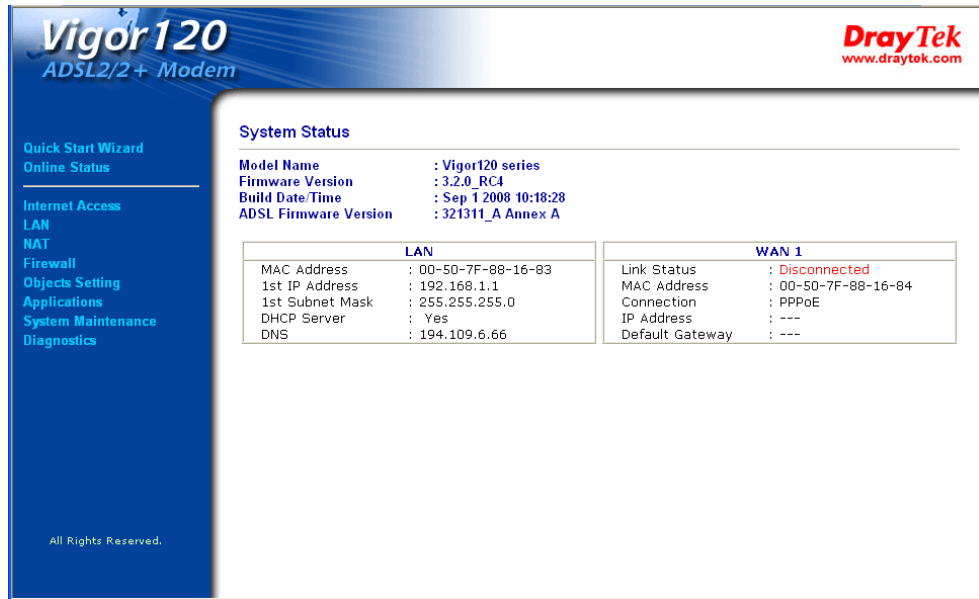 Vigor120
ADSL2/2+ Modem
DrayTek
www.draytek.com
Quick Start Wizard
Online Status
Internet Access
LAN
NAT
Firewall
Objects Setting
Applications
System Maintenance
Diagnostics
All Rights Reserved.
System Status
Model Name : Vigor120 series
Firmware Version : 3.2.0_RC4
Build Date/Time : Sep 1 2008 10:18:28
ADSL Firmware Version : 321311_A Annex A
LAN
MAC Address : 00-50-7F-88-16-83
1st IP Address : 192.168.1.1
1st Subnet Mask : 255.255.255.0
DHCP Server : Yes
DNS : 194.109.6.66
WAN 1
Link Status : Disconnected
MAC Address : 00-50-7F-88-16-84
Connection : PPPoE
IP Address : ---
Default Gateway : ---